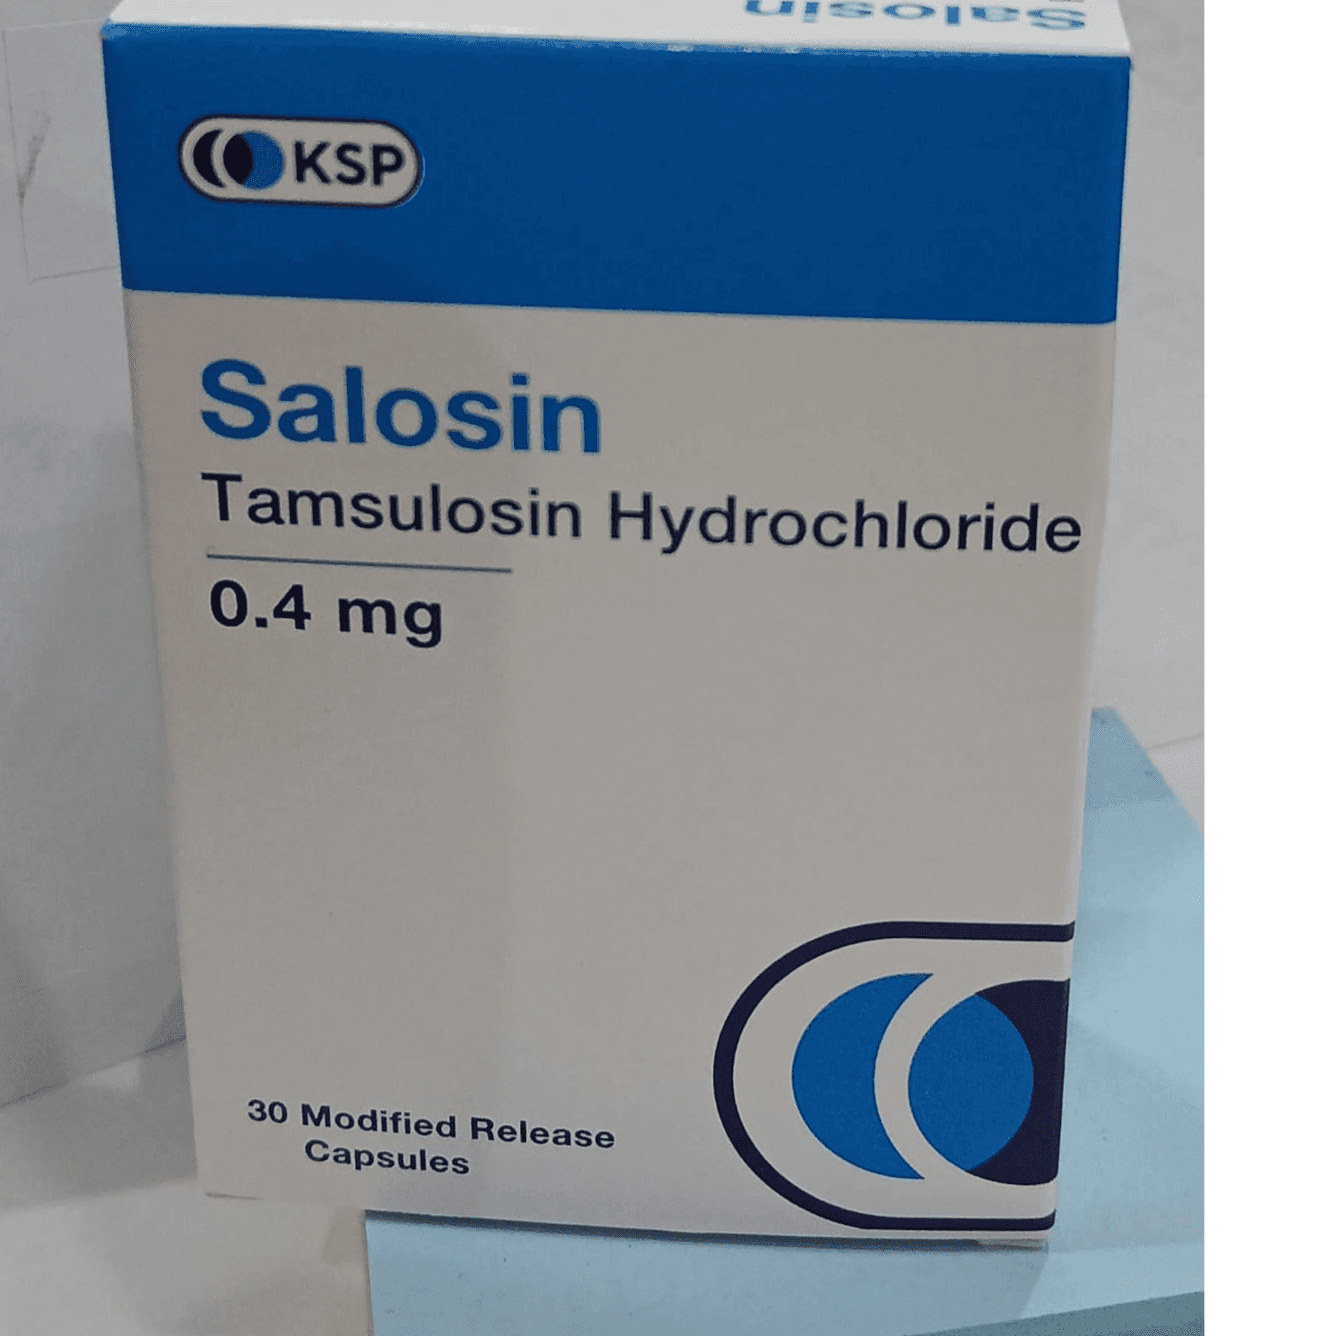 Salosin
KSP
Salosin
Tamsulosin Hydrochloride
0.4 mg
30 Modified Release
Capsules